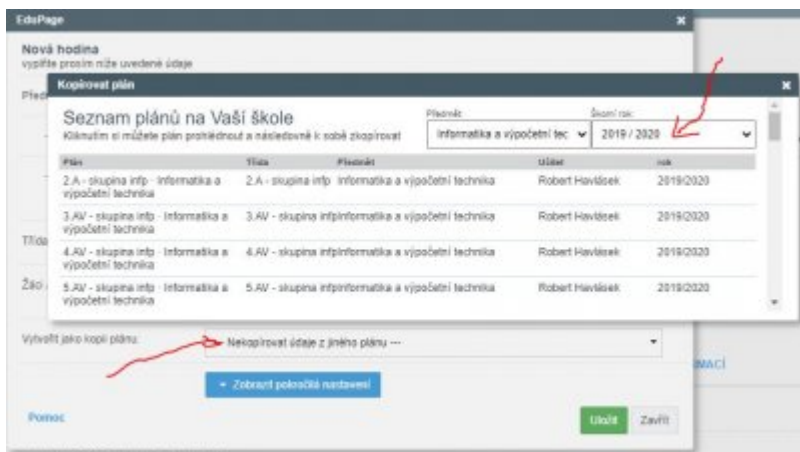 EduPage
Nová hodina
vyplňte prosím níže uvedené údaje
Kopírovat plán
Seznam plánů na Vaší škole
Kliknutím si můžete plán prohlédnout a následovně k sobě zkopírovat
Předmět:
Školní rok:
Informatika a výpočetní tec
2019 / 2020
Plán Třída Předmět Učitel rok
2.A - skupina infp - Informatika a 2.A - skupina infp Informatika a výpočetní technika Robert Havlásek 2019/2020
výpočetní technika
3.AV - skupina infp - Informatika a 3.AV - skupina infpInformatika a výpočetní technika Robert Havlásek 2019/2020
výpočetní technika
4.AV - skupina infp - Informatika a 4.AV - skupina infpInformatika a výpočetní technika Robert Havlásek 2019/2020
výpočetní technika
5.AV - skupina infp - Informatika a 5.AV - skupina infpInformatika a výpočetní technika Robert Havlásek 2019/2020
výpočetní technika
Třída
Žáci
Vytvořit jako kopii plánu:
Nekopírovat údaje z jiného plánu ---
Zobrazit pokročilá nastavení
Pomoc
Uložit
Zavřít